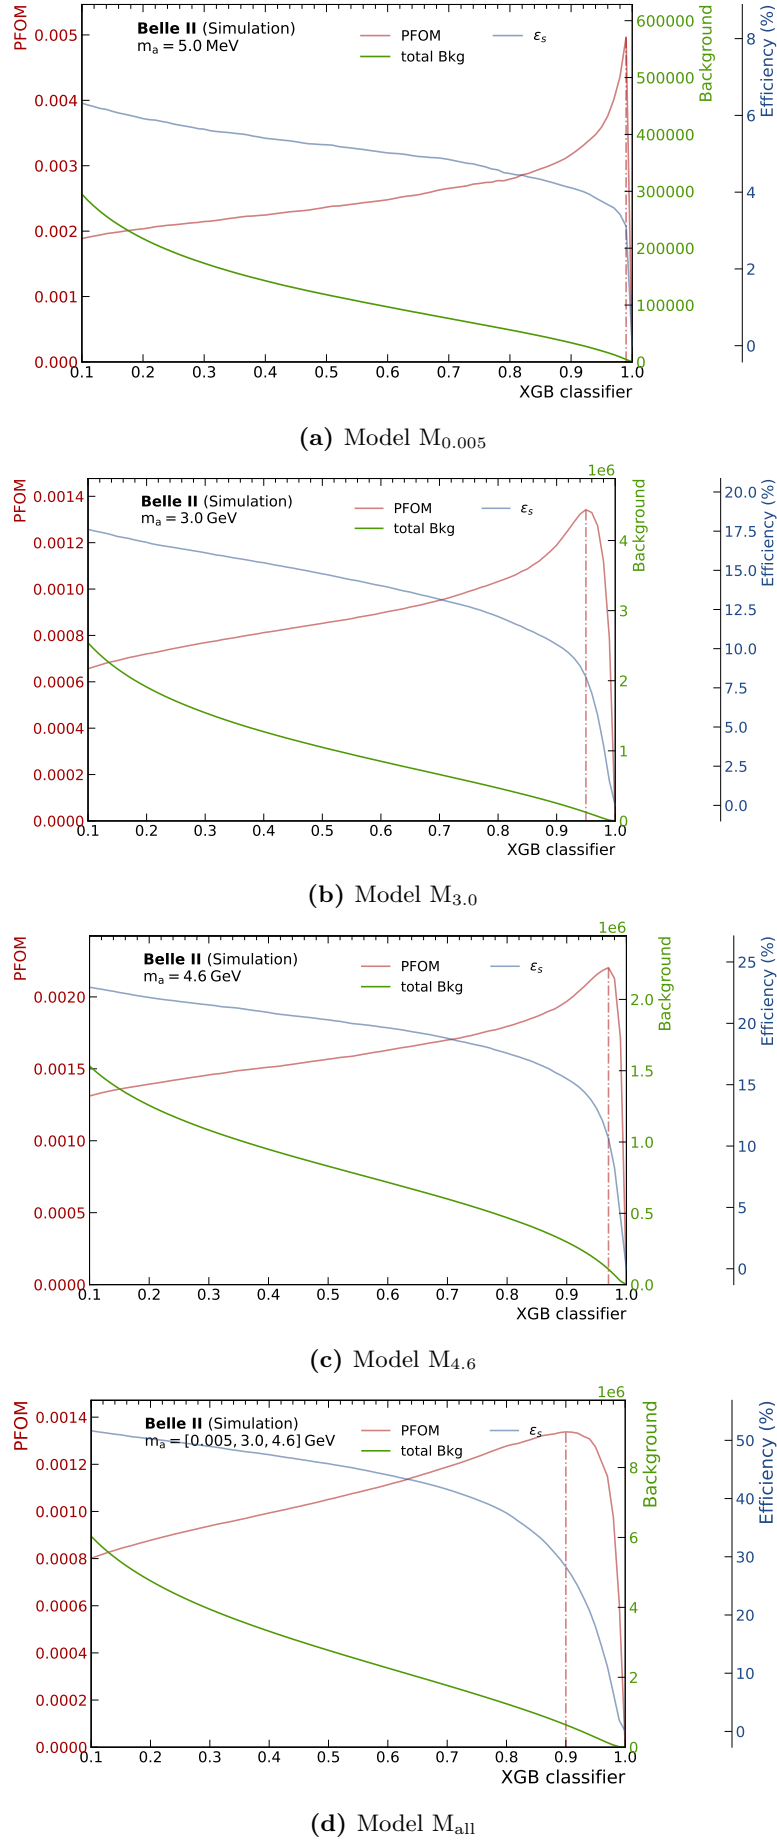 PFOM
Belle II (Simulation)
mₐ = 5.0 MeV
PFOM
total Bkg
εₛ
Background
Efficiency (%)
0.005
0.004
0.003
0.002
0.001
0.000
600000
500000
400000
300000
200000
100000
0
8
6
4
2
0
0.1 0.2 0.3 0.4 0.5 0.6 0.7 0.8 0.9 1.0
XGB classifier
(a) Model M₀.₀₀₅
PFOM
Belle II (Simulation)
mₐ = 3.0 GeV
PFOM
total Bkg
εₛ
1e6
Background
Efficiency (%)
0.0014
0.0012
0.0010
0.0008
0.0006
0.0004
0.0002
0.0000
4
3
2
1
0
20.0
17.5
15.0
12.5
10.0
7.5
5.0
2.5
0.0
0.1 0.2 0.3 0.4 0.5 0.6 0.7 0.8 0.9 1.0
XGB classifier
(b) Model M₃.₀
PFOM
Belle II (Simulation)
mₐ = 4.6 GeV
PFOM
total Bkg
εₛ
1e6
Background
Efficiency (%)
0.0020
0.0015
0.0010
0.0005
0.0000
2.0
1.5
1.0
0.5
0.0
25
20
15
10
5
0
0.1 0.2 0.3 0.4 0.5 0.6 0.7 0.8 0.9 1.0
XGB classifier
(c) Model M₄.₆
PFOM
Belle II (Simulation)
mₐ = [0.005, 3.0, 4.6] GeV
PFOM
total Bkg
εₛ
1e6
Background
Efficiency (%)
0.0014
0.0012
0.0010
0.0008
0.0006
0.0004
0.0002
0.0000
8
6
4
2
0
50
40
30
20
10
0
0.1 0.2 0.3 0.4 0.5 0.6 0.7 0.8 0.9 1.0
XGB classifier
(d) Model Mₐₗₗ